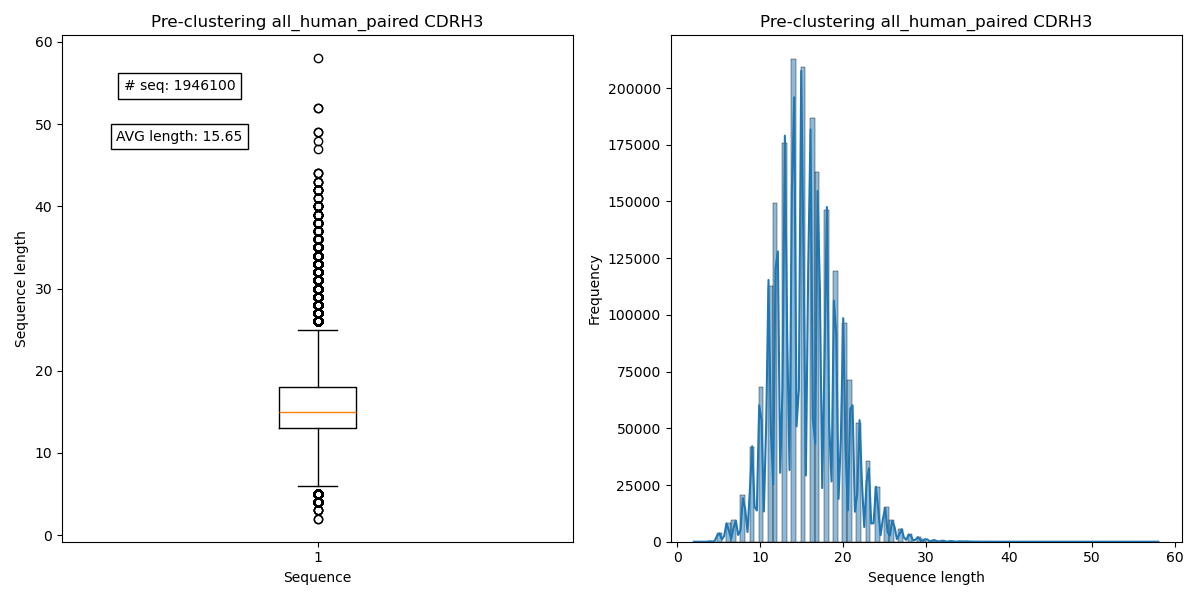 Pre-clustering all_human_paired CDRH3
60
50
40
30
20
10
0
Sequence length
# seq: 1946100
AVG length: 15.65
1
Sequence
Pre-clustering all_human_paired CDRH3
200000
175000
150000
125000
100000
75000
50000
25000
0
Frequency
0 10 20 30 40 50 60
Sequence length